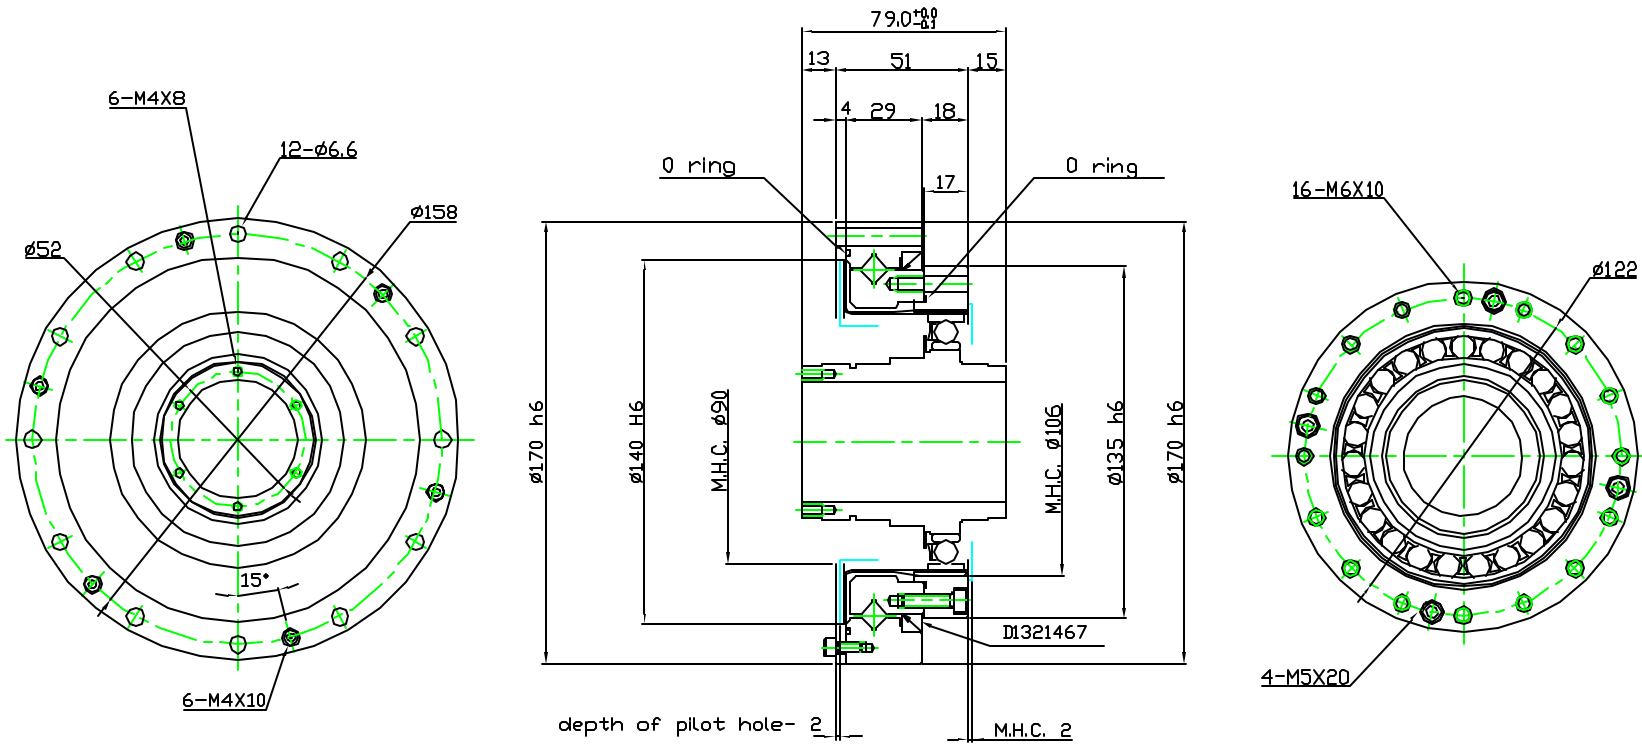 6-M4X8
12-ø6.6
ø158
ø52
15°
6-M4X10
79.0 +0.0
-0.1
13
51
15
4
29
18
17
O ring
O ring
ø170 h6
ø140 H6
M.H.C. ø90
M.H.C. ø106
ø135 h6
ø170 h6
D1321467
depth of pilot hole- 2
M.H.C. 2
16-M6X10
ø122
4-M5X20